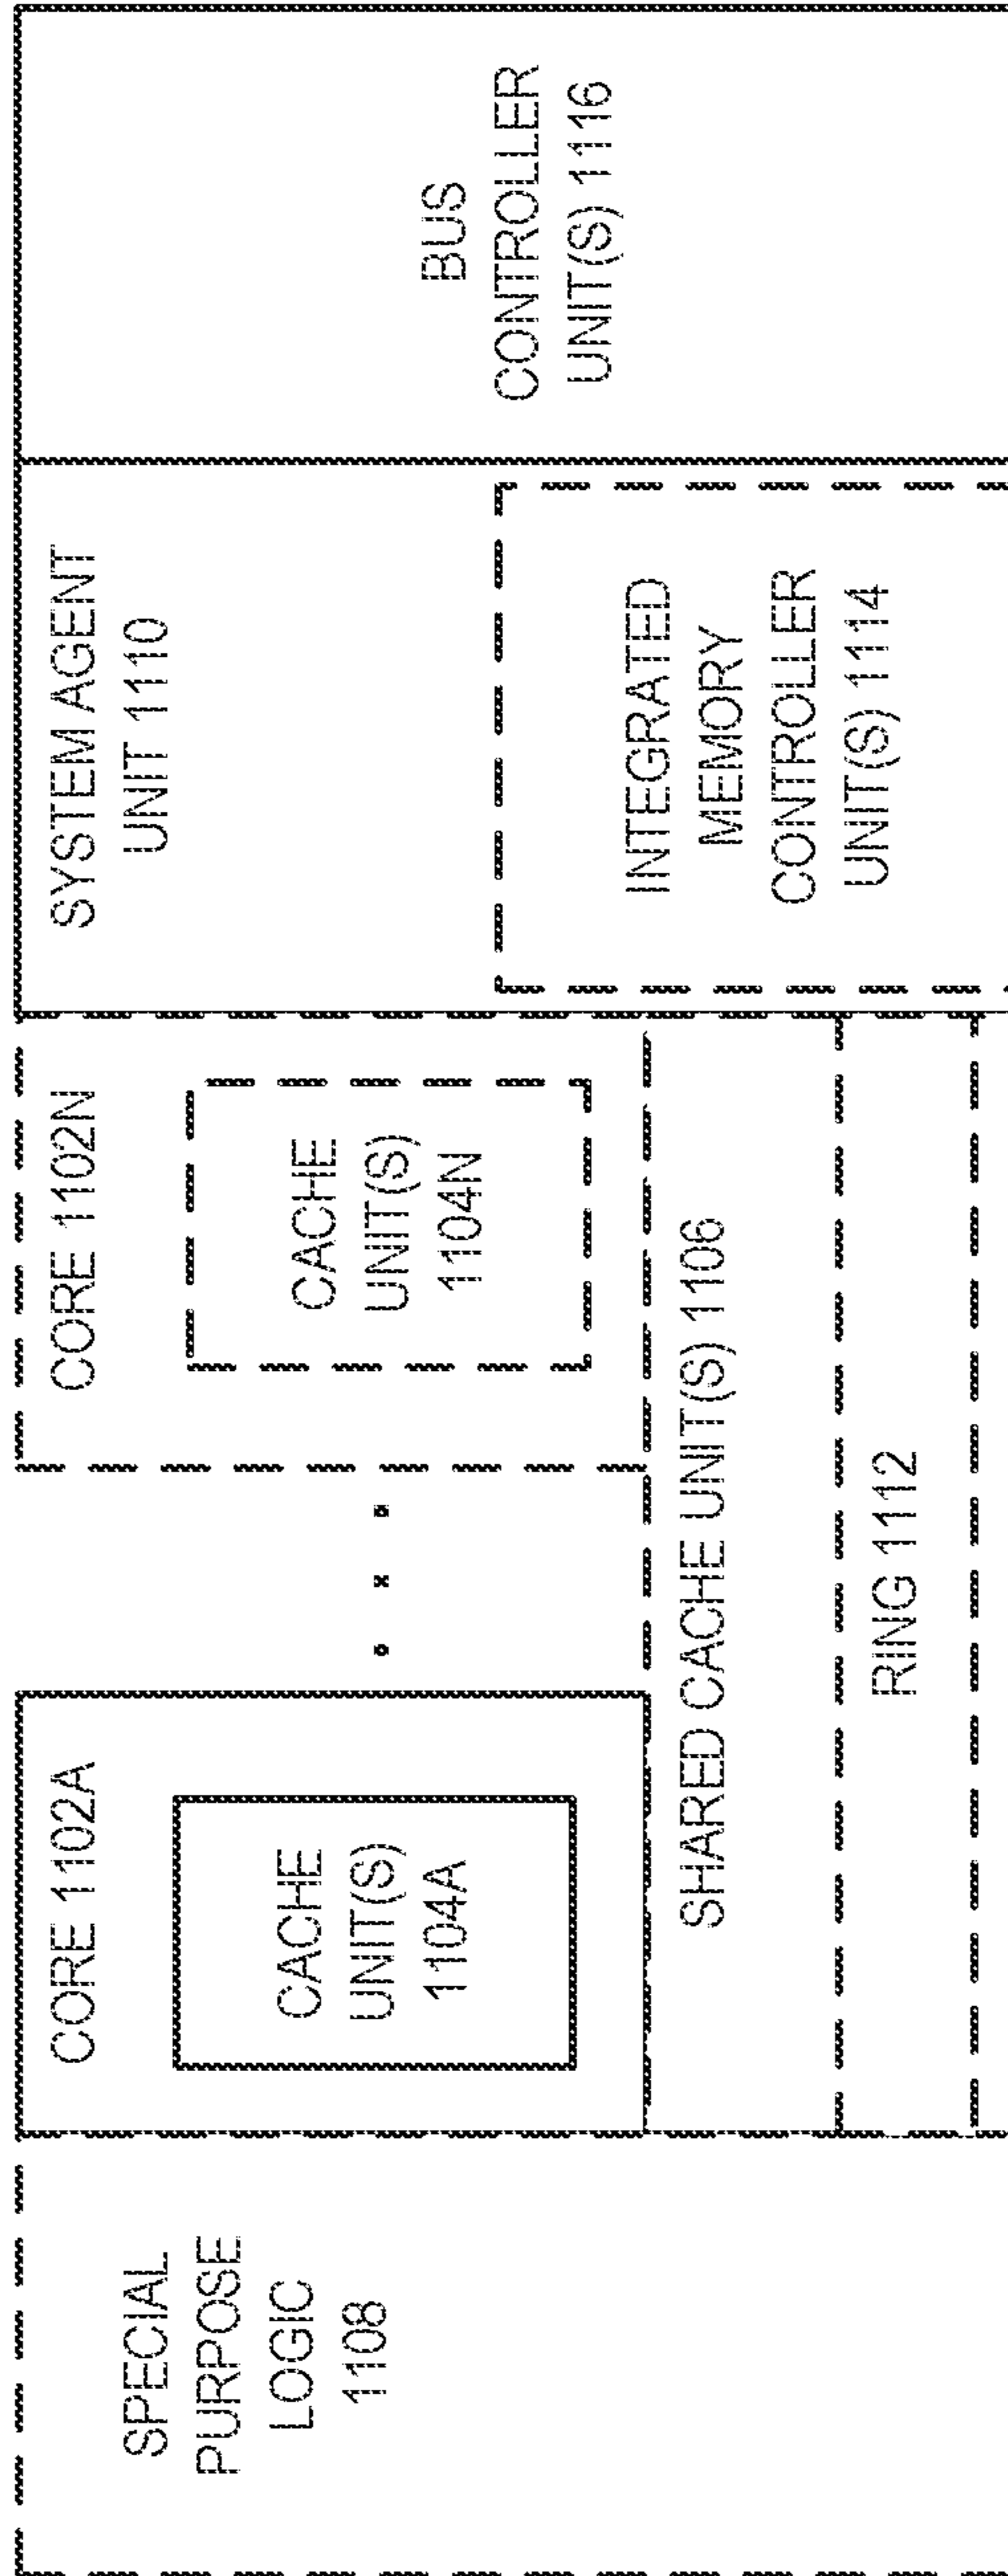 SPECIAL
PURPOSE
LOGIC
1108
CORE 1102A
CACHE
UNIT(S)
1104A
CORE 1102N
CACHE
UNIT(S)
1104N
SHARED CACHE UNIT(S) 1106
RING 1112
SYSTEM AGENT
UNIT 1110
INTEGRATED
MEMORY
CONTROLLER
UNIT(S) 1114
BUS
CONTROLLER
UNIT(S) 1116